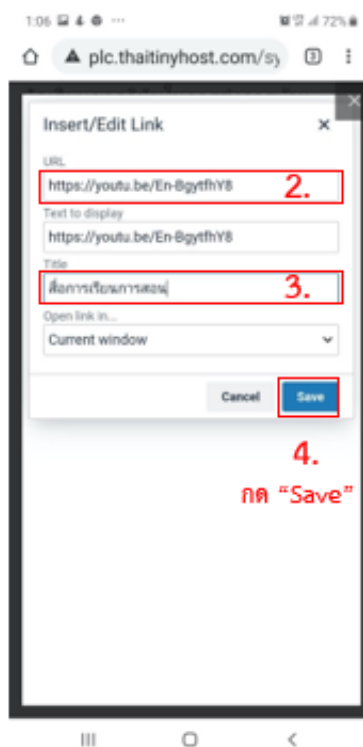 1:06
72%
plc.thaitinyhost.com/sy
3
Insert/Edit Link
URL
https://youtu.be/En-BgytfhY8
2.
Text to display
https://youtu.be/En-BgytfhY8
Title
สื่อการเรียนการสอน
3.
Open link in...
Current window
Cancel
Save
4.
กด “Save”